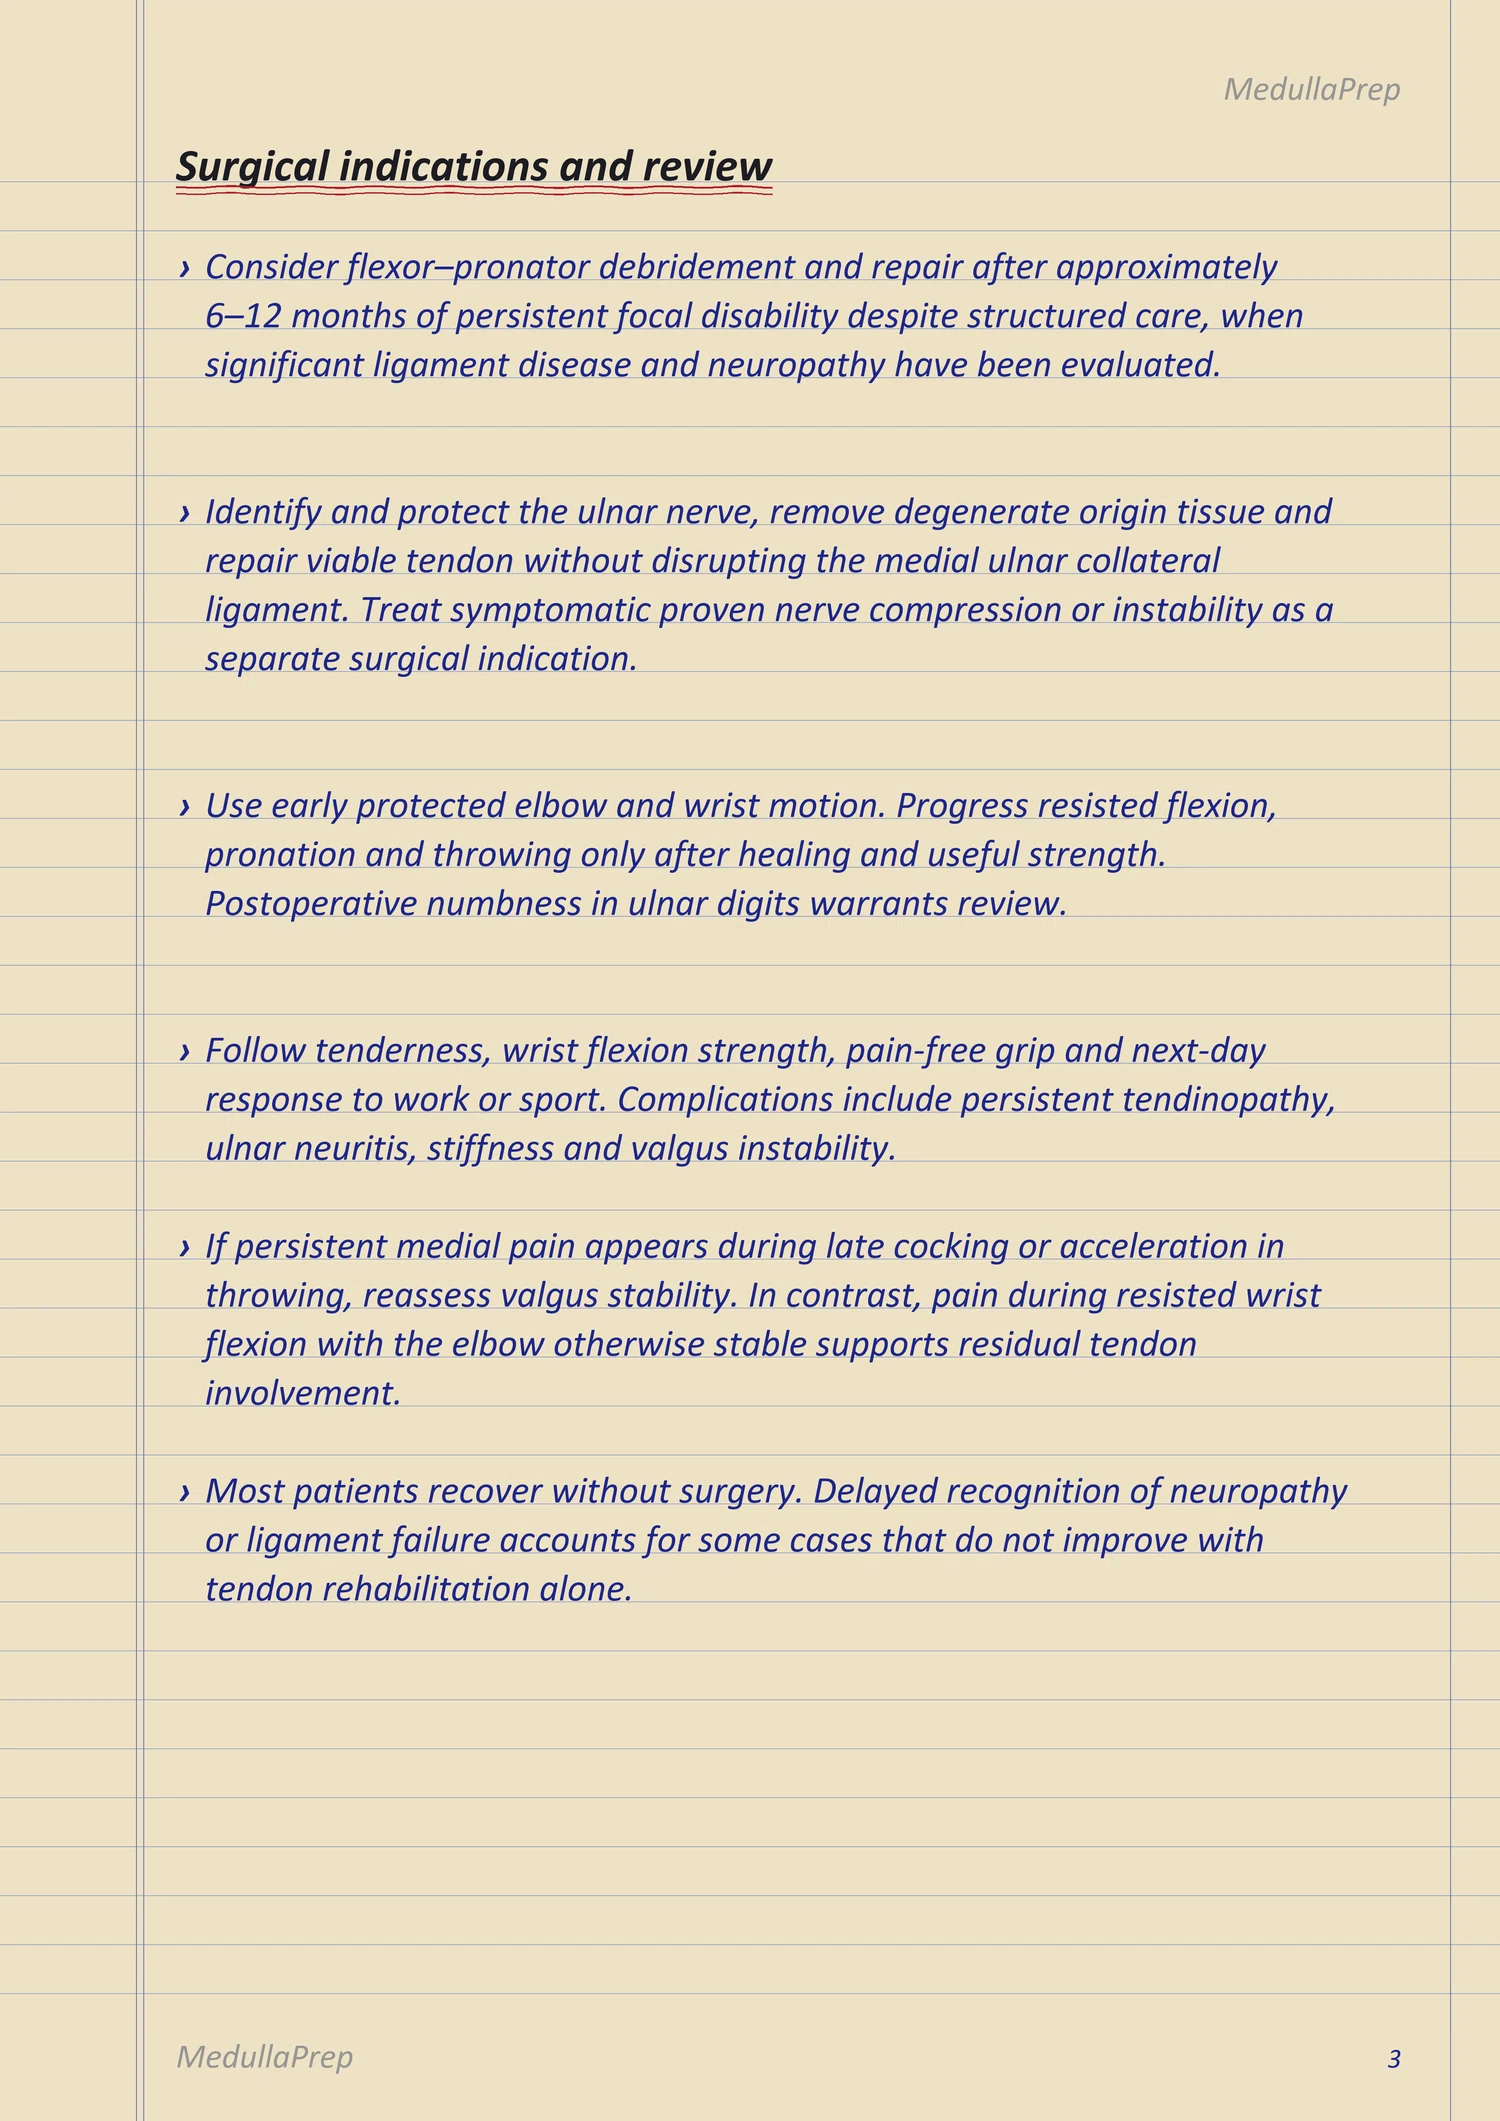 MedullaPrep
Surgical indications and review
› Consider flexor–pronator debridement and repair after approximately
6–12 months of persistent focal disability despite structured care, when
significant ligament disease and neuropathy have been evaluated.
› Identify and protect the ulnar nerve, remove degenerate origin tissue and
repair viable tendon without disrupting the medial ulnar collateral
ligament. Treat symptomatic proven nerve compression or instability as a
separate surgical indication.
› Use early protected elbow and wrist motion. Progress resisted flexion,
pronation and throwing only after healing and useful strength.
Postoperative numbness in ulnar digits warrants review.
› Follow tenderness, wrist flexion strength, pain-free grip and next-day
response to work or sport. Complications include persistent tendinopathy,
ulnar neuritis, stiffness and valgus instability.
› If persistent medial pain appears during late cocking or acceleration in
throwing, reassess valgus stability. In contrast, pain during resisted wrist
flexion with the elbow otherwise stable supports residual tendon
involvement.
› Most patients recover without surgery. Delayed recognition of neuropathy
or ligament failure accounts for some cases that do not improve with
tendon rehabilitation alone.
MedullaPrep
3